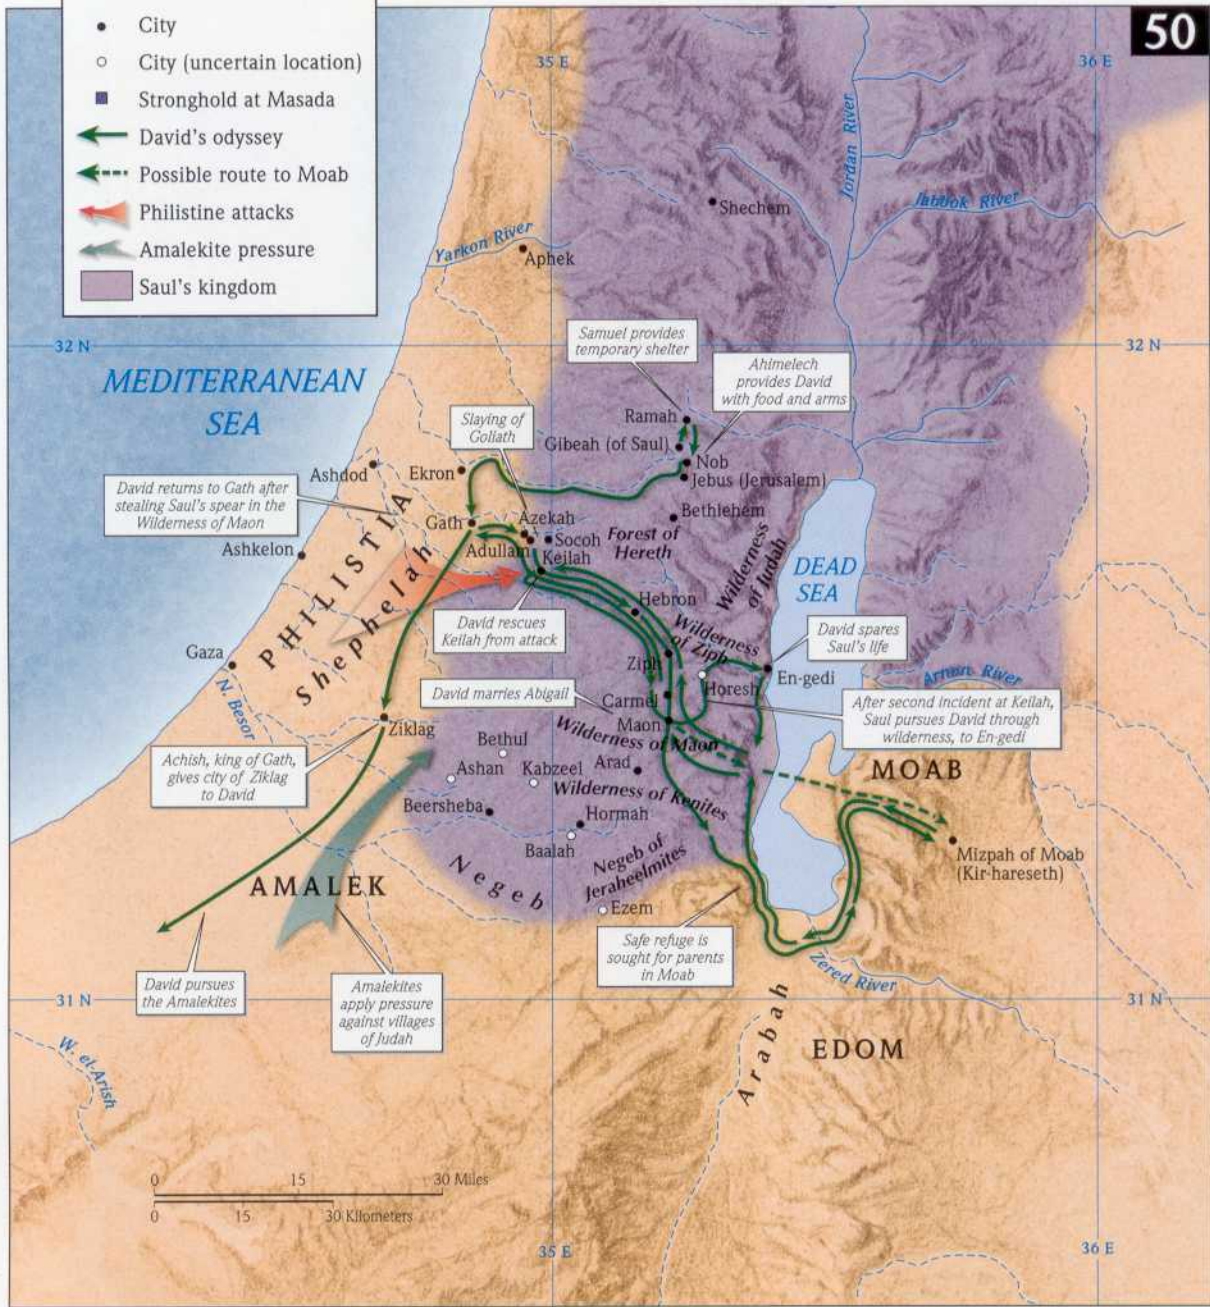 50
City
City (uncertain location)
Stronghold at Masada
David's odyssey
Possible route to Moab
Philistine attacks
Amalekite pressure
Saul's kingdom
35 E
36 E
Jordan River
Jabbok River
Shechem
Yarkon River
Aphek
32 N
32 N
MEDITERRANEAN
SEA
Samuel provides
temporary shelter
Ahimelech
provides David
with food and arms
Ramah
Slaying of
Goliath
Gibeah (of Saul)
Nob
Jebus (Jerusalem)
Ashdod
Ekron
David returns to Gath after
stealing Saul's spear in the
Wilderness of Maon
Bethlehem
Gath
Azekah
Socoh
Forest of
Hereth
Adullam
Keilah
Ashkelon
PHILISTIA
Shephelah
Wilderness
of Judah
DEAD
SEA
Hebron
David rescues
Keilah from attack
Wilderness
of Ziph
David spares
Saul's life
Gaza
Ziph
En-gedi
Arnon River
N. Besor
Horesh
David marries Abigail
Carmel
Maon
After second incident at Keilah,
Saul pursues David through
wilderness, to En-gedi
Ziklag
Wilderness of Maon
Bethul
Achish, king of Gath,
gives city of Ziklag
to David
Ashan
Kabzeel
Arad
MOAB
Wilderness of Kenites
Beersheba
Hormah
Baalah
Mizpah of Moab
(Kir-hareseth)
Negeb
Negeb of
Jeraheelmites
AMALEK
Ezem
Safe refuge is
sought for parents
in Moab
Zered River
David pursues
the Amalekites
Amalekites
apply pressure
against villages
of Judah
31 N
31 N
W. el-Arish
Arabah
EDOM
0 15 30 Miles
0 15 30 Kilometers
35 E
36 E